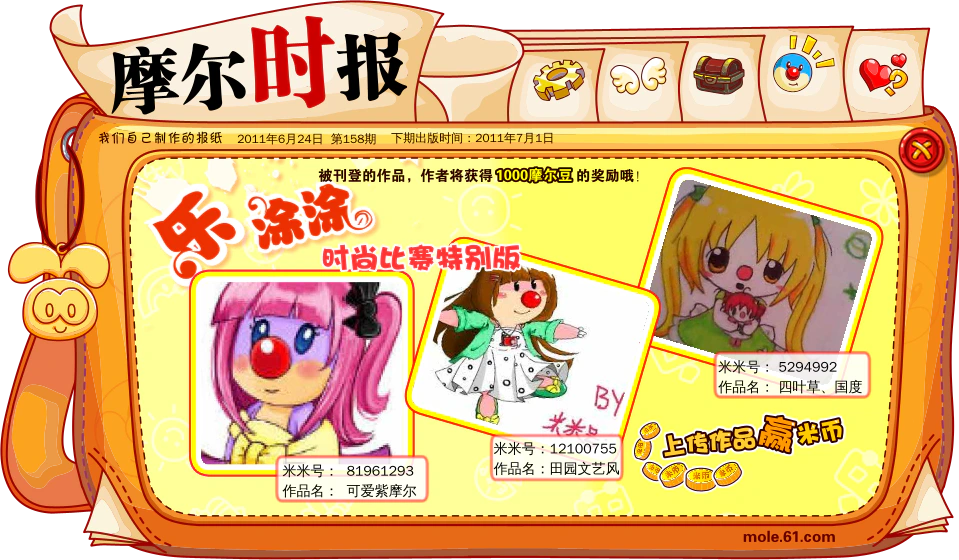 摩尔时报
我们自己制作的报纸 2011年6月24日 第158期 下期出版时间：2011年7月1日
被刊登的作品，作者将获得1000摩尔豆的奖励哦！
乐涂涂
时尚比赛特别版
米米号： 5294992
作品名： 四叶草、国度
BY
米米号：12100755
作品名：田园文艺风
米米号： 81961293
作品名： 可爱紫摩尔
上传作品赢米币
mole.61.com